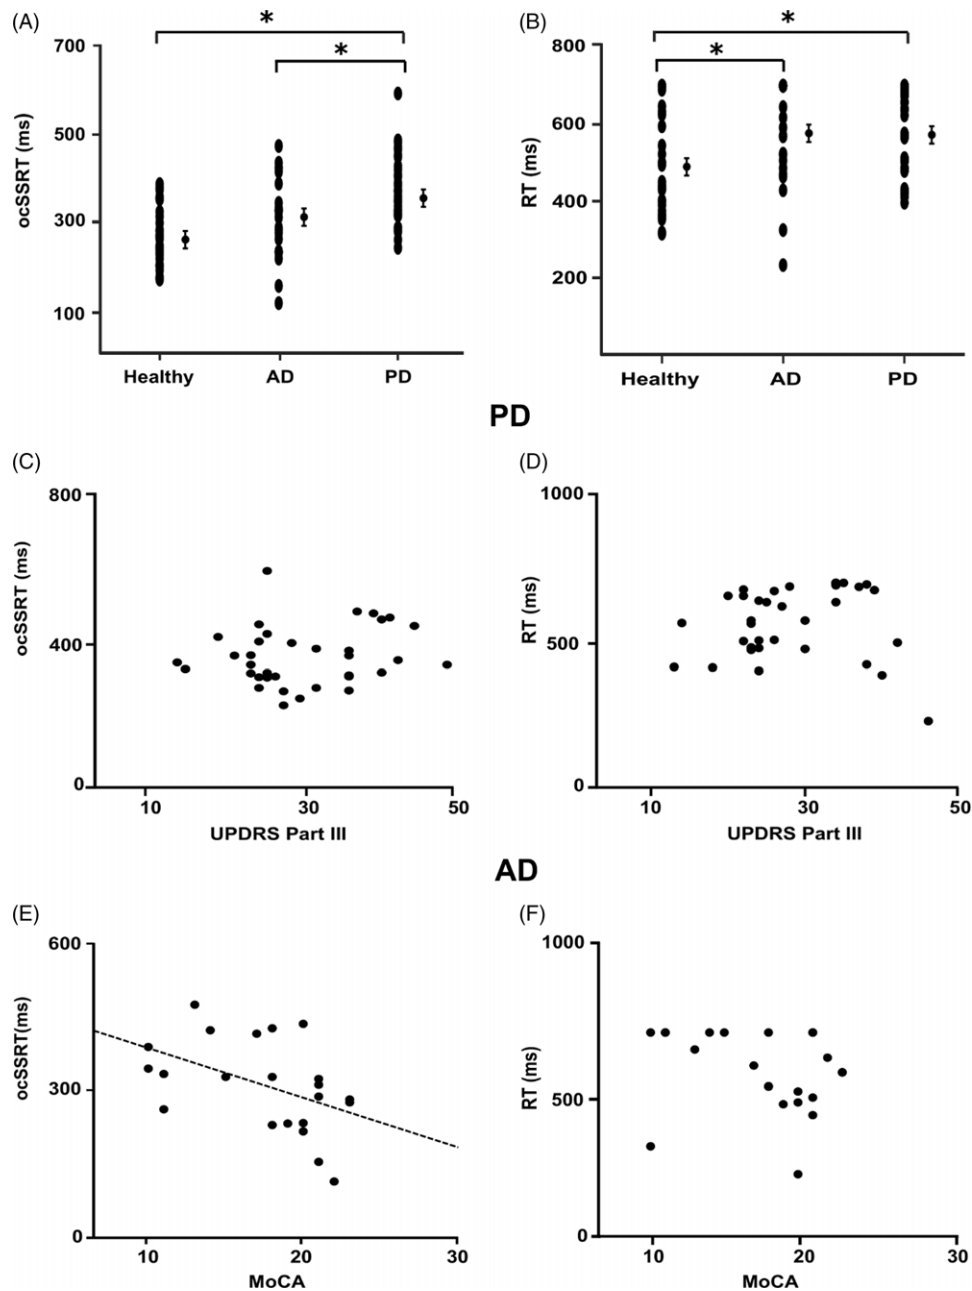 (A)
(B)
*
*
*
*
700
500
300
100
ocSSRT (ms)
Healthy AD PD
800
600
400
200
RT (ms)
Healthy AD PD
PD
(C)
(D)
800
400
0
ocSSRT (ms)
10 30 50
UPDRS Part III
1000
500
0
RT (ms)
10 30 50
UPDRS Part III
AD
(E)
(F)
600
300
0
ocSSRT(ms)
10 20 30
MoCA
1000
500
0
RT (ms)
10 20 30
MoCA